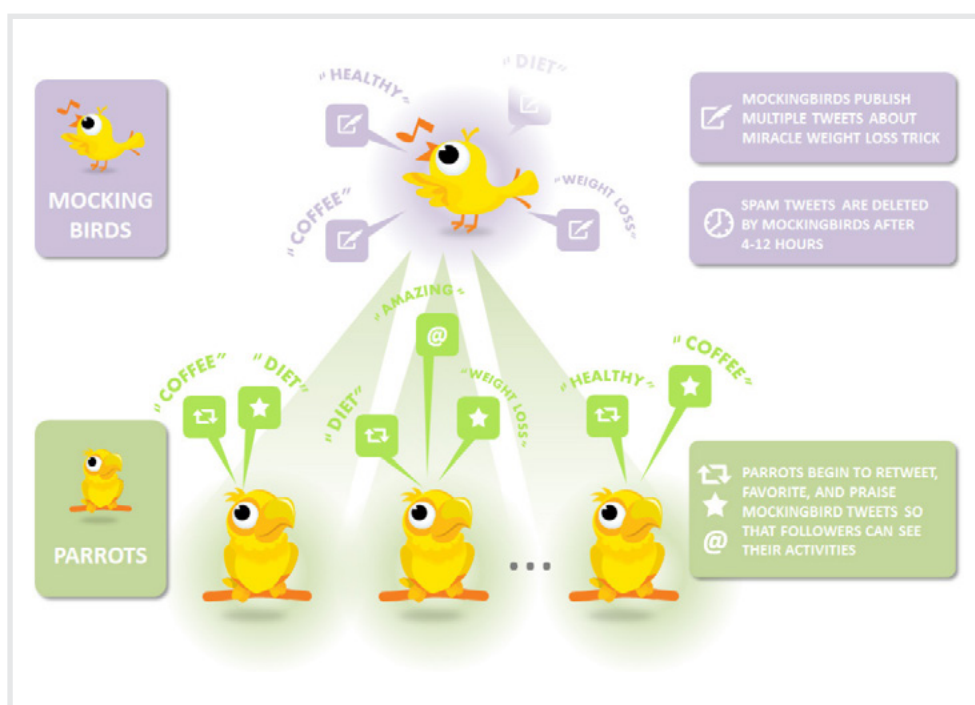 "HEALTHY"
"DIET"
"COFFEE"
"WEIGHT LOSS"
MOCKING
BIRDS
MOCKINGBIRDS PUBLISH
MULTIPLE TWEETS ABOUT
MIRACLE WEIGHT LOSS TRICK
SPAM TWEETS ARE DELETED
BY MOCKINGBIRDS AFTER
4-12 HOURS
"AMAZING"
@
"COFFEE"
"DIET"
"DIET"
"WEIGHT LOSS"
"HEALTHY"
"COFFEE"
PARROTS
PARROTS BEGIN TO RETWEET,
FAVORITE, AND PRAISE
MOCKINGBIRD TWEETS SO
@ THAT FOLLOWERS CAN SEE
THEIR ACTIVITIES
...